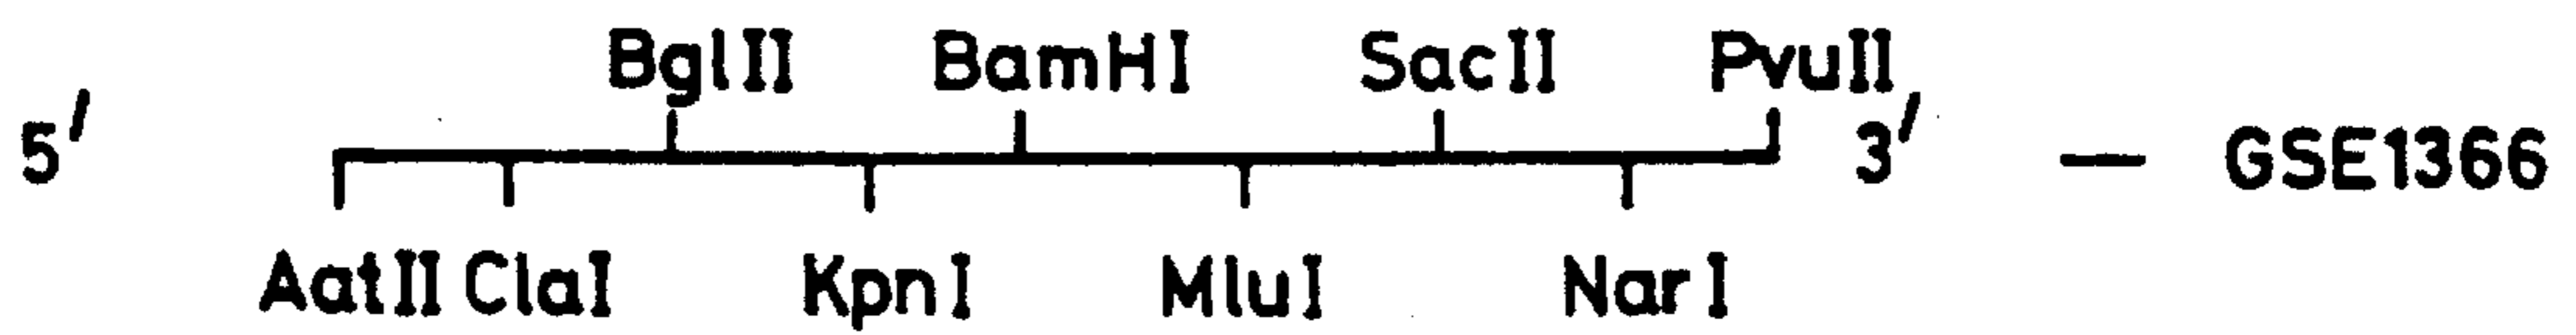 BglII BamHI SacII PvuII
5' 3' — GSE1366
AatII ClaI KpnI MluI NarI